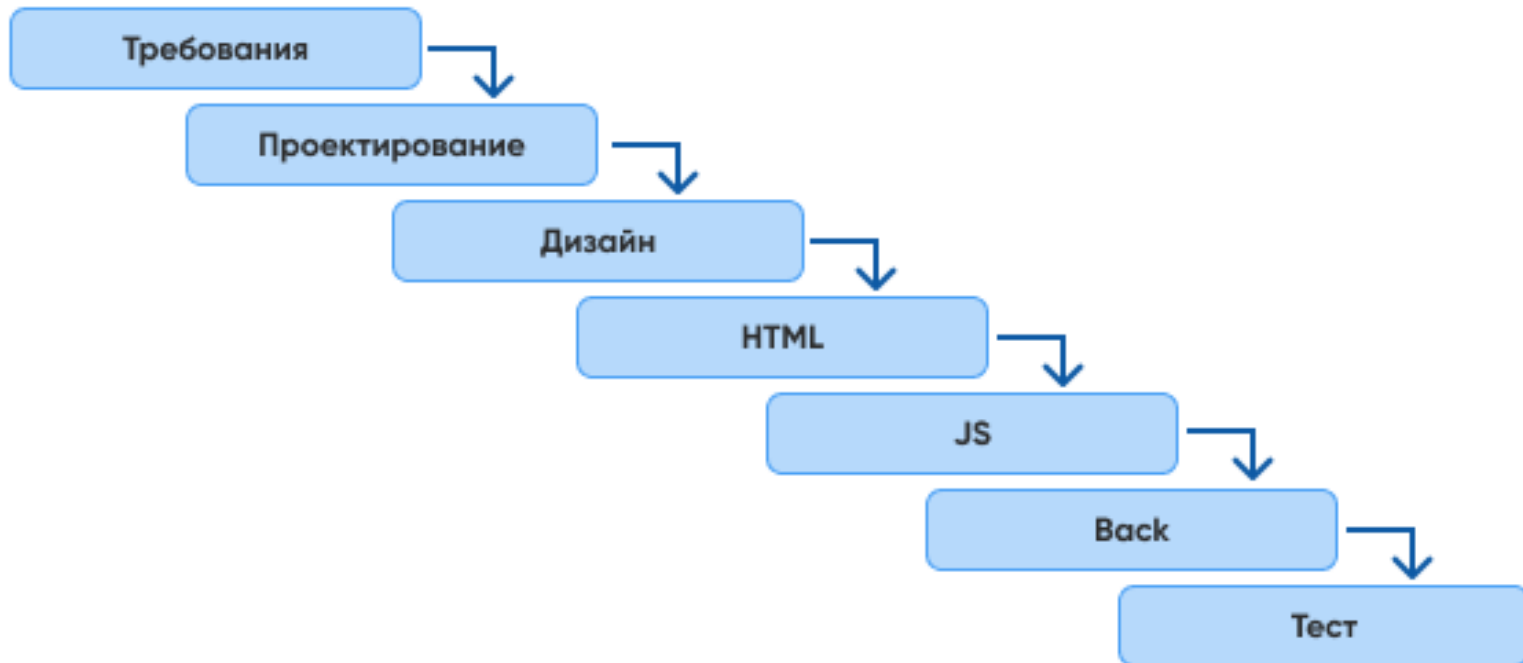 Требования
Проектирование
Дизайн
HTML
JS
Back
Тест